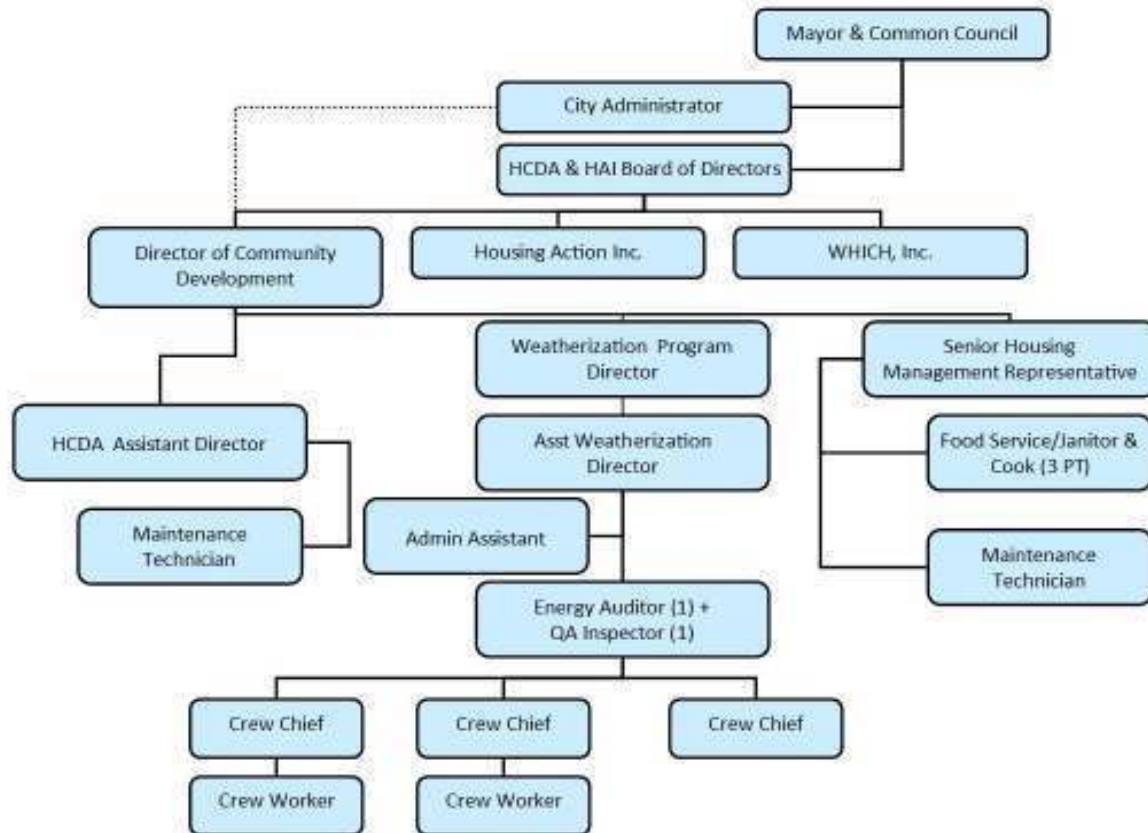 Mayor & Common Council
City Administrator
HCDA & HAI Board of Directors
Director of Community
Development
Housing Action Inc.
WHICH, Inc.
Weatherization Program
Director
Senior Housing
Management Representative
HCDA Assistant Director
Asst Weatherization
Director
Food Service/Janitor &
Cook (3 PT)
Maintenance
Technician
Admin Assistant
Maintenance
Technician
Energy Auditor (1) +
QA Inspector (1)
Crew Chief
Crew Chief
Crew Chief
Crew Worker
Crew Worker